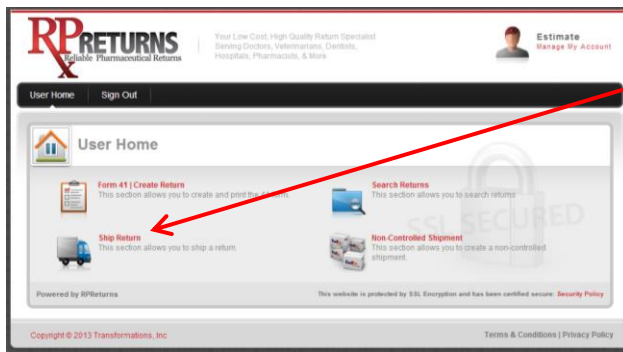 RPRETURNS
Reliable Pharmaceutical Returns
Rx
Your Low Cost, High Quality Return Specialist
Serving Doctors, Veterinarians, Dentists,
Hospitals, Pharmacists, & More
Estimate
Manage My Account
User Home Sign Out
User Home
Form 41 | Create Return
This section allows you to create and print the 41 form.
Search Returns
This section allows you to search returns
Ship Return
This section allows you to ship a return.
Non-Controlled Shipment
This section allows you to create a non-controlled
shipment.
SSL SECURED
Powered by RPReturns
This website is protected by SSL Encryption and has been certified secure: Security Policy
Copyright © 2013 Transformations, Inc
Terms & Conditions | Privacy Policy